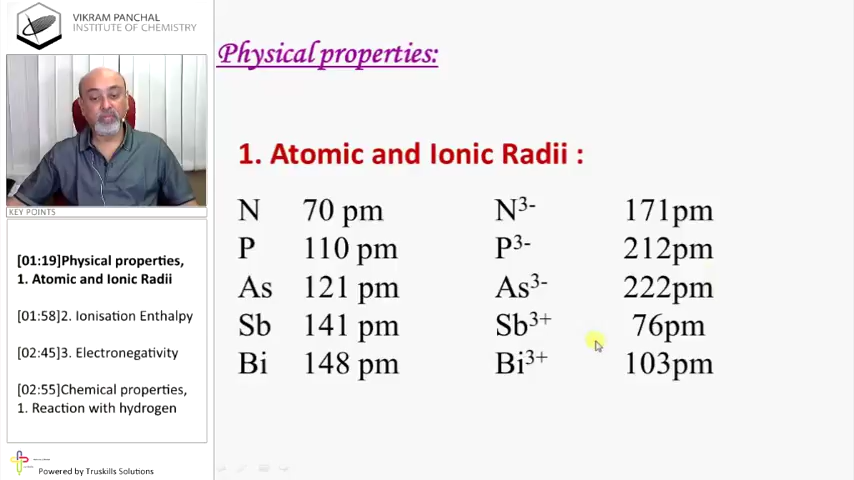 VIKRAM PANCHAL
INSTITUTE OF CHEMISTRY
KEY POINTS
[01:19]Physical properties,
1. Atomic and Ionic Radii
[01:58]2. Ionisation Enthalpy
[02:45]3. Electronegativity
[02:55]Chemical properties,
1. Reaction with hydrogen
Powered by Truskills Solutions
Physical properties:
1. Atomic and Ionic Radii :
N 70 pm N³⁻ 171pm
P 110 pm P³⁻ 212pm
As 121 pm As³⁻ 222pm
Sb 141 pm Sb³⁺ 76pm
Bi 148 pm Bi³⁺ 103pm